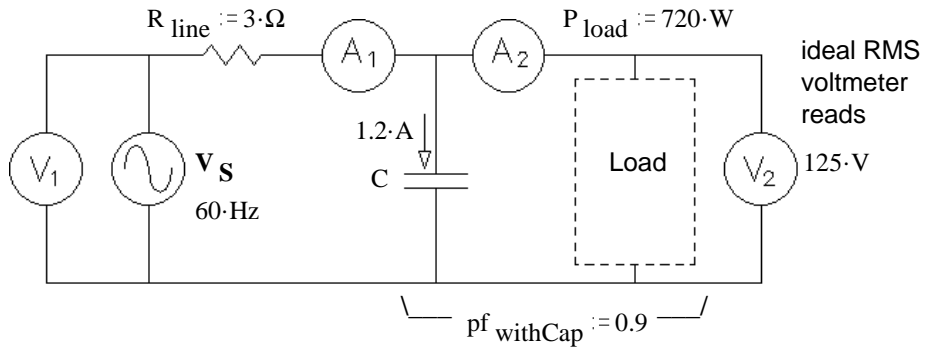 R line := 3·Ω
P load := 720·W
A1
A2
ideal RMS
voltmeter
reads
1.2·A
V1
V S
C
Load
V2
125·V
60·Hz
pf withCap := 0.9